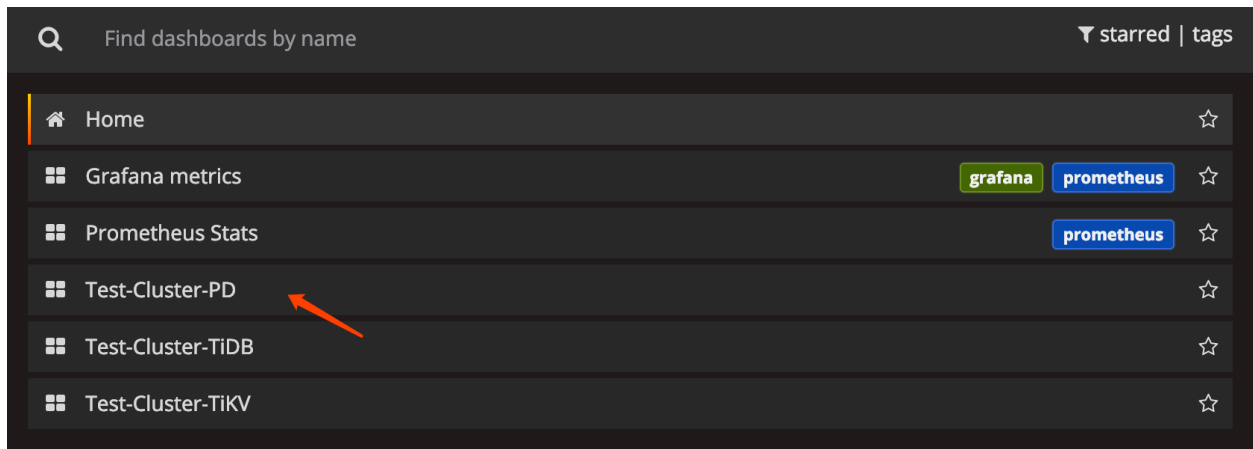 Find dashboards by name starred | tags
Home
Grafana metrics grafana prometheus
Prometheus Stats prometheus
Test-Cluster-PD
Test-Cluster-TiDB
Test-Cluster-TiKV